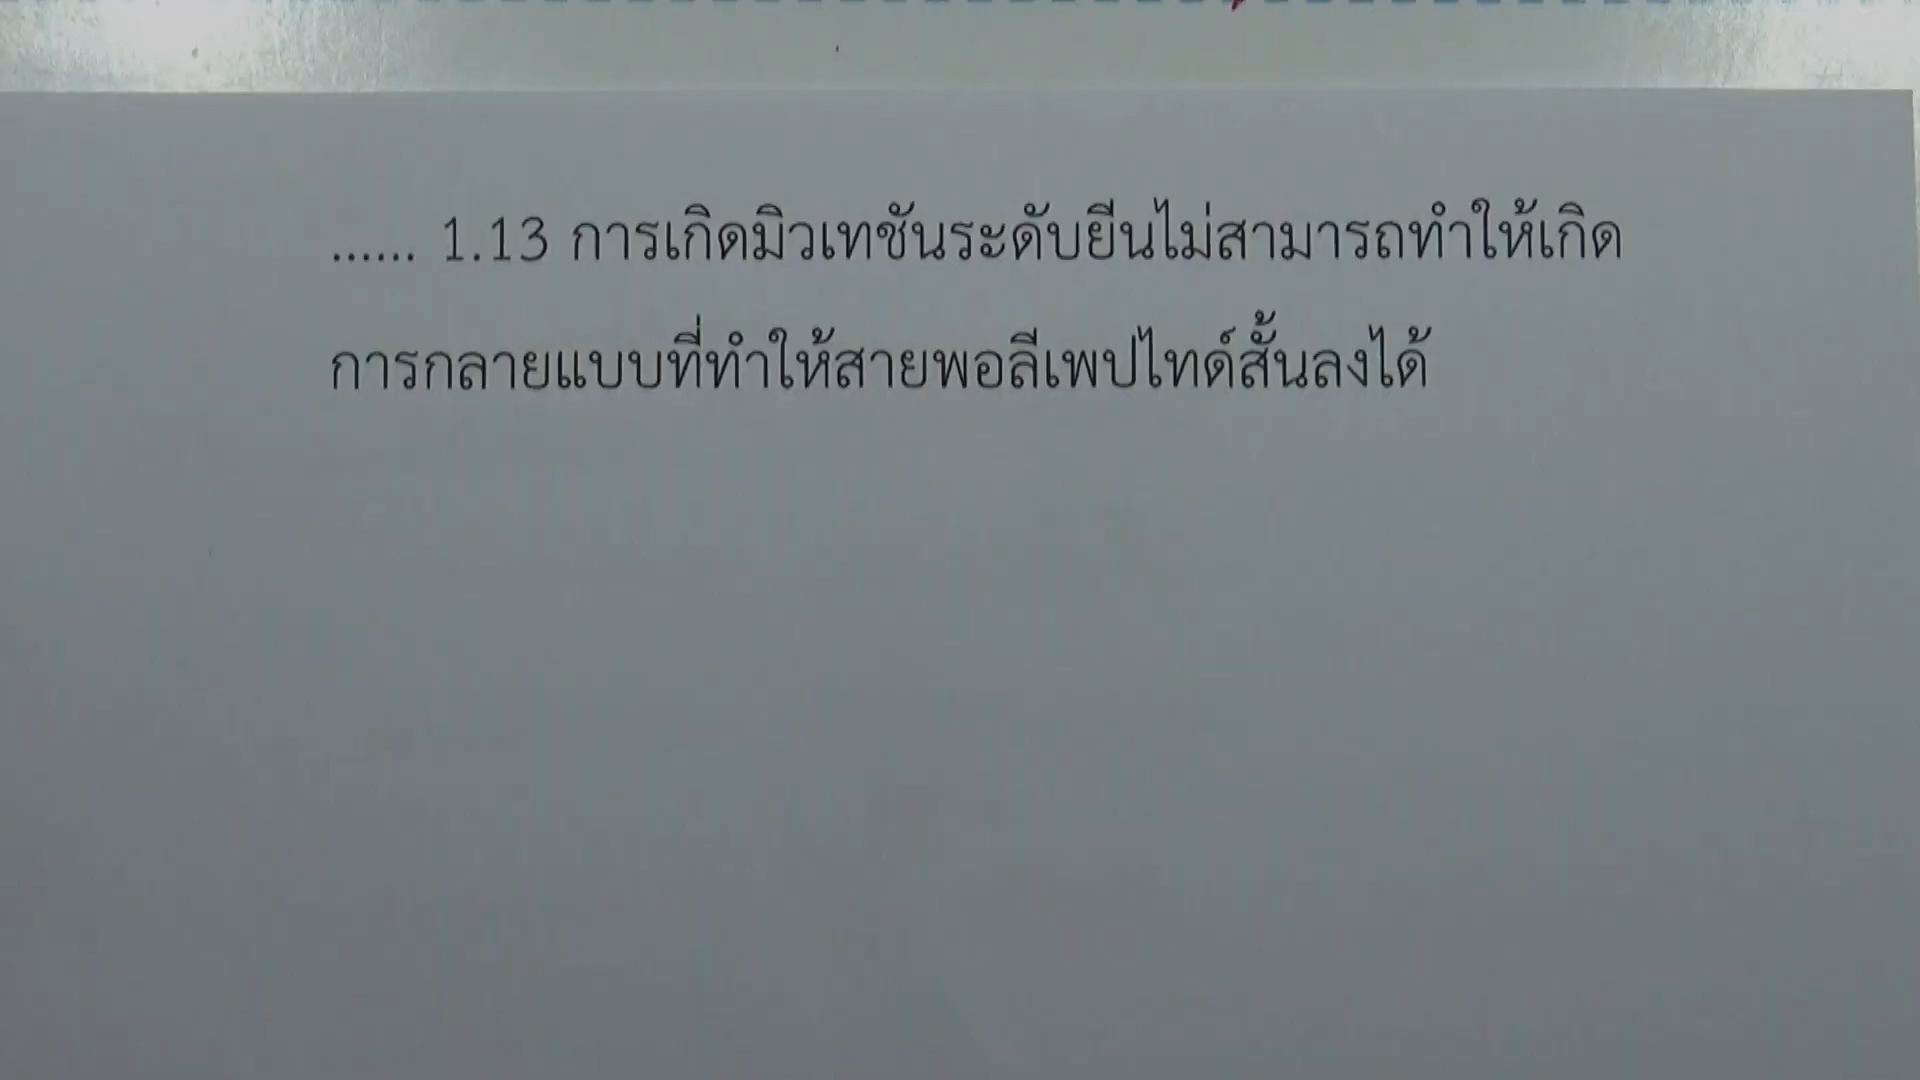 ...... 1.13 การเกิดมิวเทชันระดับยีนไม่สามารถทำให้เกิด
การกลายแบบที่ทำให้สายพอลีเพปไทด์สั้นลงได้